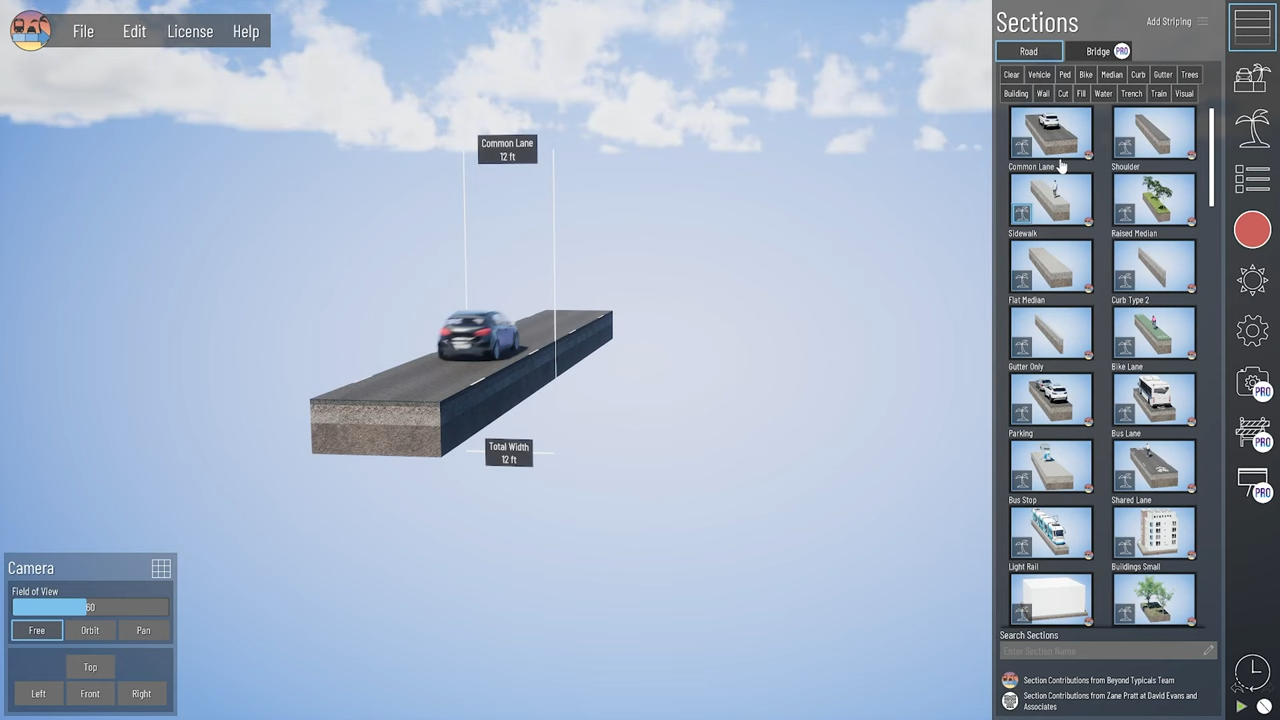 File Edit License Help
Common Lane
12 ft
Total Width
12 ft
Camera
Field of View
60
Free Orbit Pan
Top
Left Front Right
Sections
Add Striping
Road Bridge PRO
Clear Vehicle Ped Bike Median Curb Gutter Trees
Building Wall Cut Fill Water Trench Train Visual
Common Lane Shoulder
Sidewalk Raised Median
Flat Median Curb Type 2
Gutter Only Bike Lane
Parking Bus Lane
Bus Stop Shared Lane
Light Rail Buildings Small
Search Sections
Enter Section Name
Section Contributions from Beyond Typicals Team
Section Contributions from Zane Pratt at David Evans and
Associates
PRO
PRO
PRO